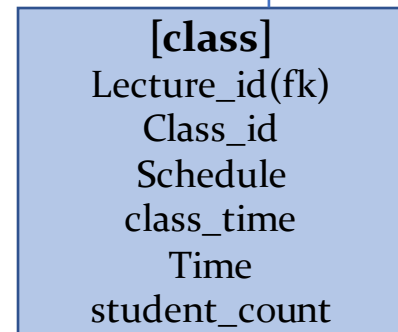 [class]
Lecture_id(fk)
Class_id
Schedule
class_time
Time
student_count